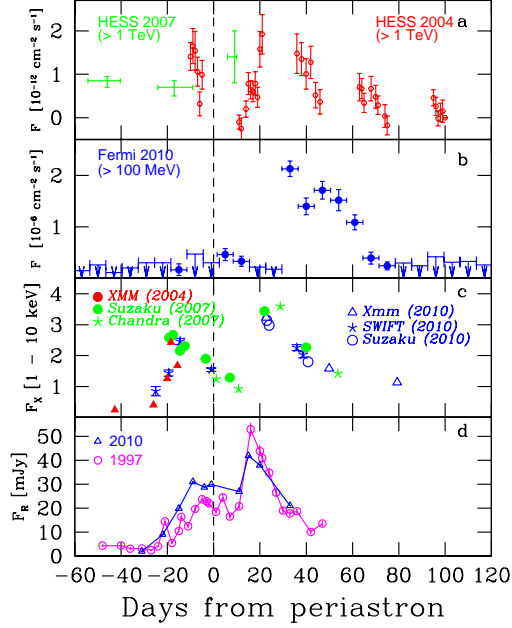 HESS 2007
(> 1 TeV)
HESS 2004
(> 1 TeV)
a
F [10⁻¹² cm⁻² s⁻¹]
2
1
0
Fermi 2010
(> 100 MeV)
b
F [10⁻⁶ cm⁻² s⁻¹]
2
1
XMM (2004)
Suzaku (2007)
Chandra (2007)
Xmm (2010)
SWIFT (2010)
Suzaku (2010)
c
F_X [1 − 10 keV]
4
3
2
1
0
2010
1997
d
F_R [mJy]
50
40
30
20
10
0
−60 −40 −20 0 20 40 60 80 100 120
Days from periastron